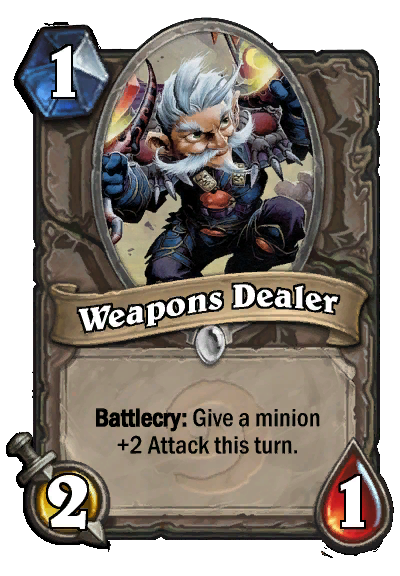 1
Weapons Dealer
Battlecry: Give a minion
+2 Attack this turn.
2
1